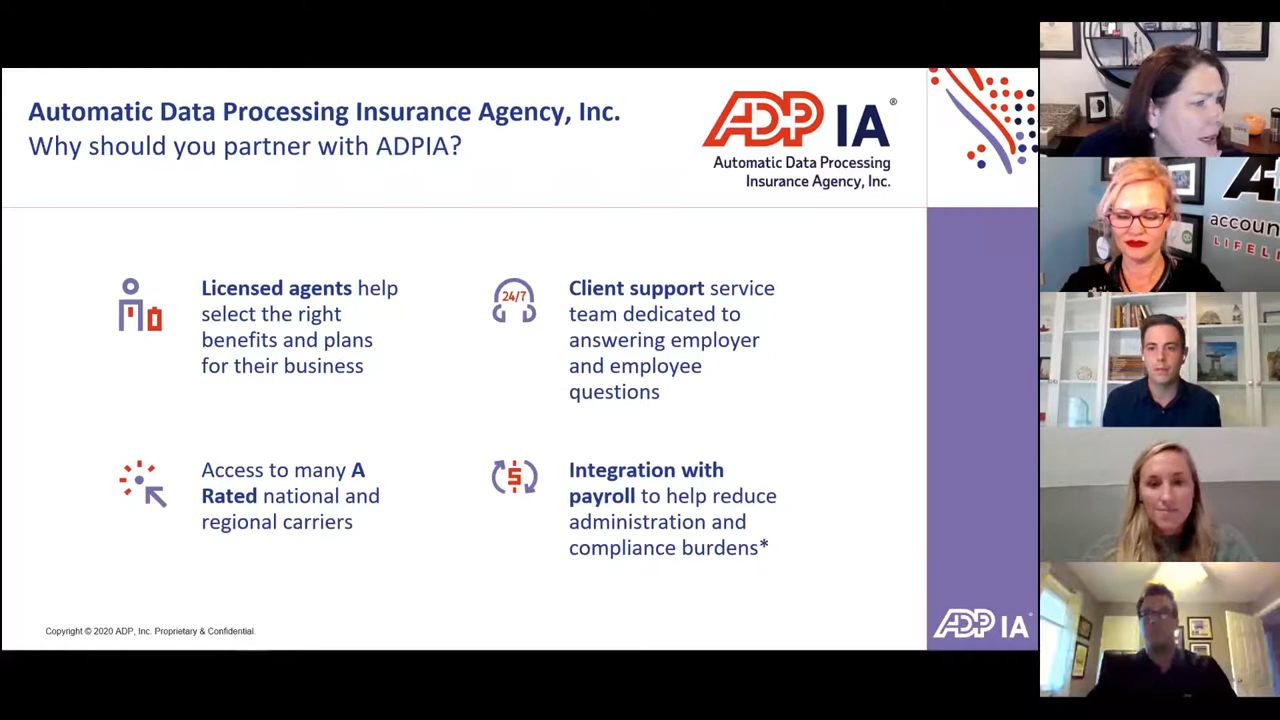 Automatic Data Processing Insurance Agency, Inc.
Why should you partner with ADPIA?
ADP IA®
Automatic Data Processing
Insurance Agency, Inc.
Licensed agents help
select the right
benefits and plans
for their business
24/7
Client support service
team dedicated to
answering employer
and employee
questions
Access to many A
Rated national and
regional carriers
$
Integration with
payroll to help reduce
administration and
compliance burdens*
Copyright © 2020 ADP, Inc. Proprietary & Confidential.
ADP IA